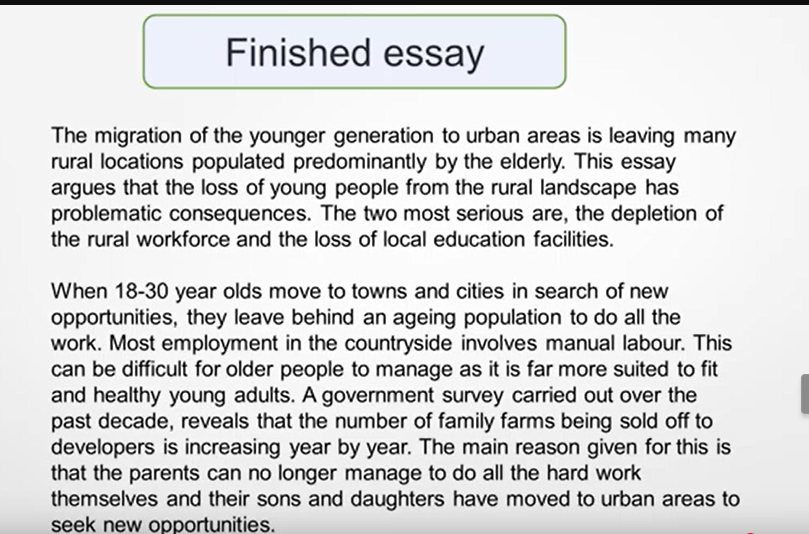 Finished essay
The migration of the younger generation to urban areas is leaving many
rural locations populated predominantly by the elderly. This essay
argues that the loss of young people from the rural landscape has
problematic consequences. The two most serious are, the depletion of
the rural workforce and the loss of local education facilities.
When 18-30 year olds move to towns and cities in search of new
opportunities, they leave behind an ageing population to do all the
work. Most employment in the countryside involves manual labour. This
can be difficult for older people to manage as it is far more suited to fit
and healthy young adults. A government survey carried out over the
past decade, reveals that the number of family farms being sold off to
developers is increasing year by year. The main reason given for this is
that the parents can no longer manage to do all the hard work
themselves and their sons and daughters have moved to urban areas to
seek new opportunities.